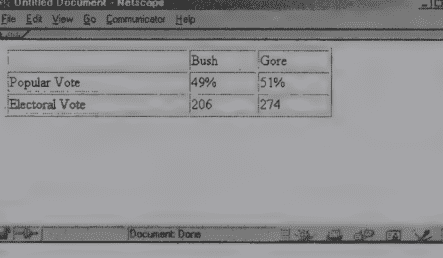 Untitled Document - Netscape
File Edit View Go Communicator Help
Bush Gore
Popular Vote 49% 51%
Electoral Vote 206 274
Document: Done